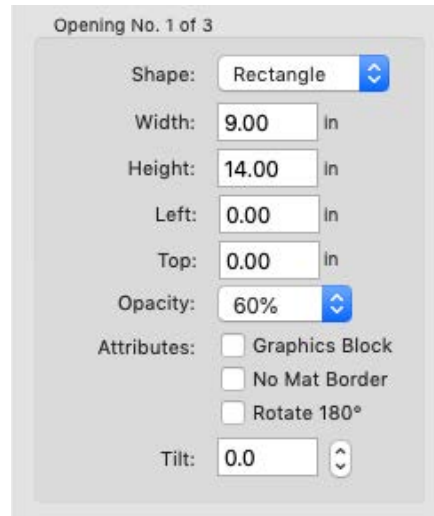 Opening No. 1 of 3
Shape: Rectangle
Width: 9.00 in
Height: 14.00 in
Left: 0.00 in
Top: 0.00 in
Opacity: 60%
Attributes: Graphics Block
No Mat Border
Rotate 180°
Tilt: 0.0